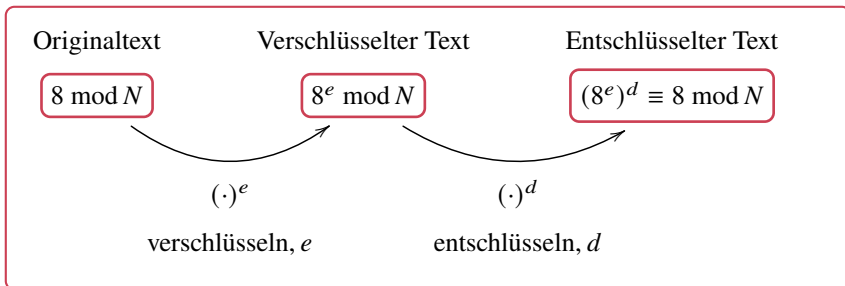 Originaltext Verschlüsselter Text Entschlüsselter Text
8 mod N 8^e mod N (8^e)^d ≡ 8 mod N
(·)^e (·)^d
verschlüsseln, e entschlüsseln, d